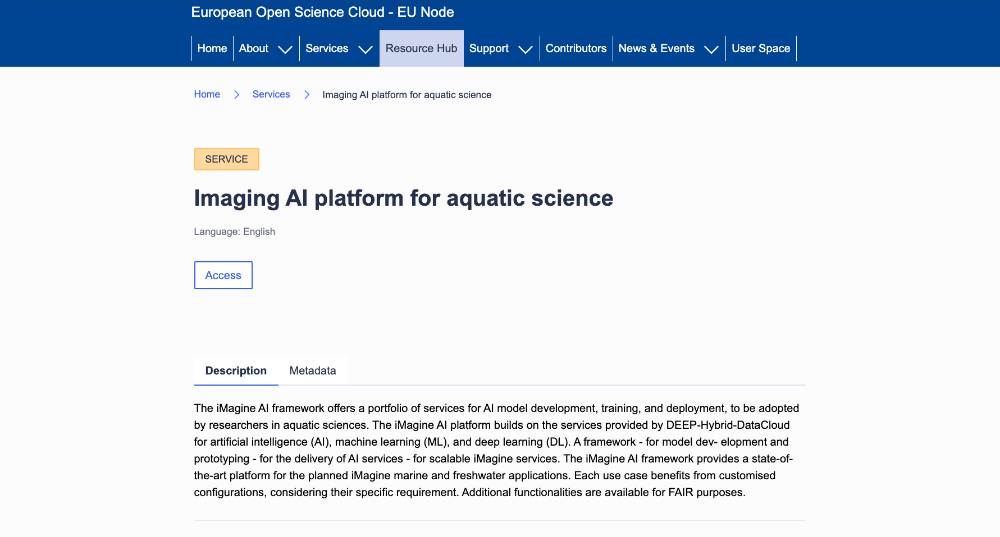 European Open Science Cloud - EU Node
Home About Services Resource Hub Support Contributors News & Events User Space
Home Services Imaging AI platform for aquatic science
SERVICE
Imaging AI platform for aquatic science
Language: English
Access
Description Metadata
The iMagine AI framework offers a portfolio of services for AI model development, training, and deployment, to be adopted
by researchers in aquatic sciences. The iMagine AI platform builds on the services provided by DEEP-Hybrid-DataCloud
for artificial intelligence (AI), machine learning (ML), and deep learning (DL). A framework - for model dev- elopment and
prototyping - for the delivery of AI services - for scalable iMagine services. The iMagine AI framework provides a state-of-
the-art platform for the planned iMagine marine and freshwater applications. Each use case benefits from customised
configurations, considering their specific requirement. Additional functionalities are available for FAIR purposes.